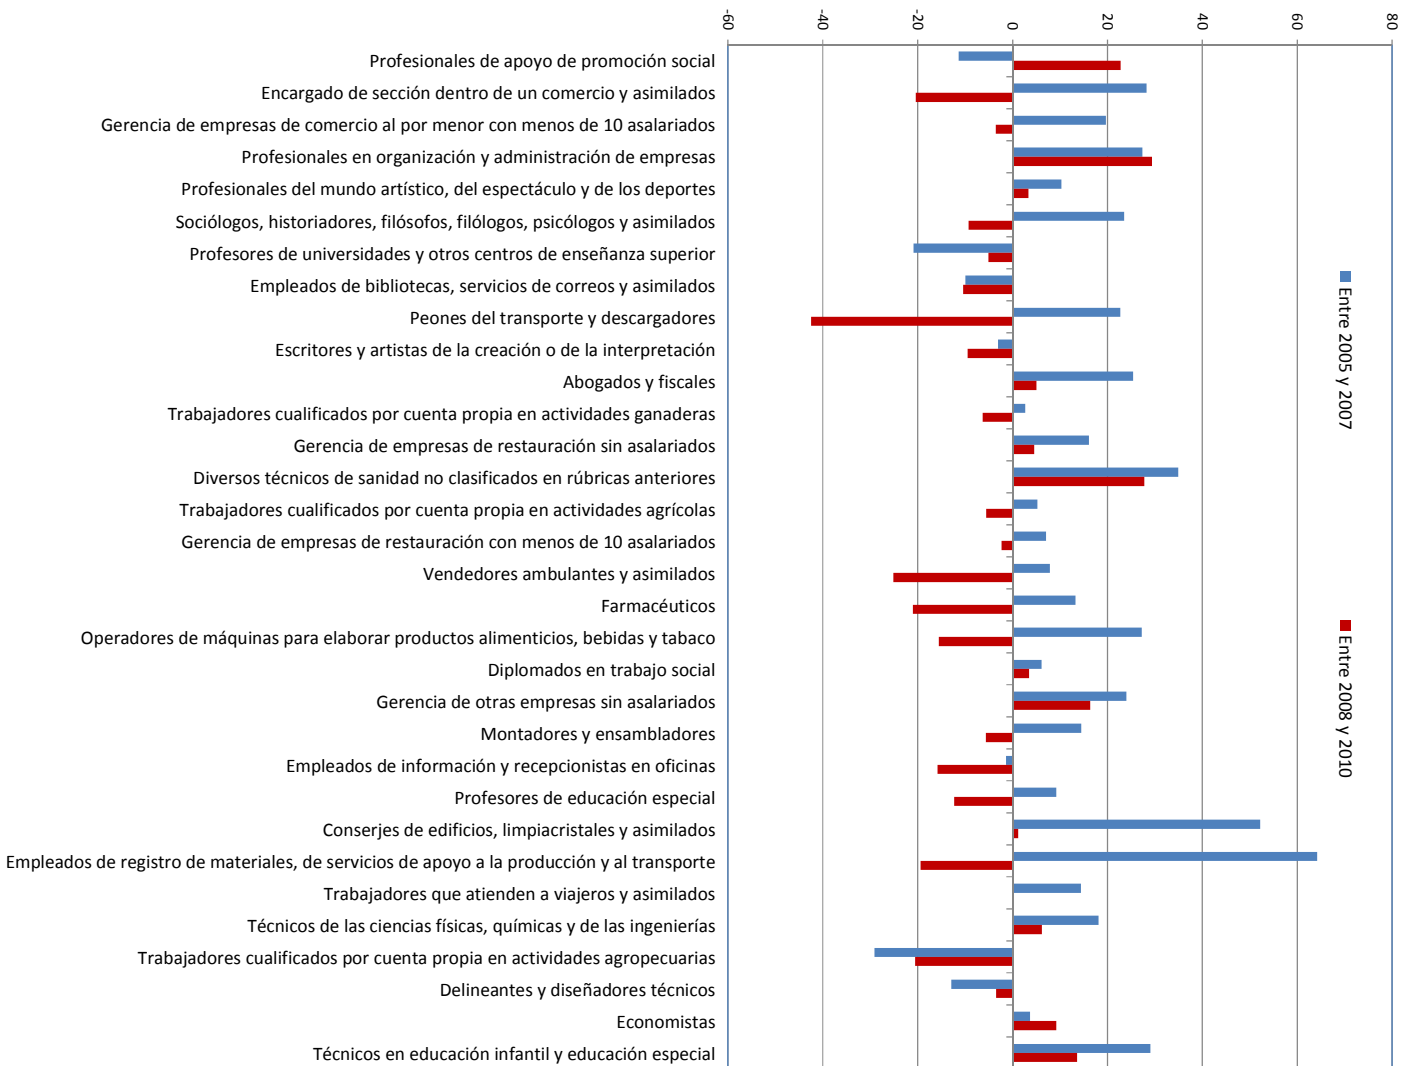 -60
-40
-20
0
20
40
60
80
Profesionales de apoyo de promoción social
Encargado de sección dentro de un comercio y asimilados
Gerencia de empresas de comercio al por menor con menos de 10 asalariados
Profesionales en organización y administración de empresas
Profesionales del mundo artístico, del espectáculo y de los deportes
Sociólogos, historiadores, filósofos, filólogos, psicólogos y asimilados
Profesores de universidades y otros centros de enseñanza superior
Empleados de bibliotecas, servicios de correos y asimilados
Peones del transporte y descargadores
Escritores y artistas de la creación o de la interpretación
Abogados y fiscales
Trabajadores cualificados por cuenta propia en actividades ganaderas
Gerencia de empresas de restauración sin asalariados
Diversos técnicos de sanidad no clasificados en rúbricas anteriores
Trabajadores cualificados por cuenta propia en actividades agrícolas
Gerencia de empresas de restauración con menos de 10 asalariados
Vendedores ambulantes y asimilados
Farmacéuticos
Operadores de máquinas para elaborar productos alimenticios, bebidas y tabaco
Diplomados en trabajo social
Gerencia de otras empresas sin asalariados
Montadores y ensambladores
Empleados de información y recepcionistas en oficinas
Profesores de educación especial
Conserjes de edificios, limpiacristales y asimilados
Empleados de registro de materiales, de servicios de apoyo a la producción y al transporte
Trabajadores que atienden a viajeros y asimilados
Técnicos de las ciencias físicas, químicas y de las ingenierías
Trabajadores cualificados por cuenta propia en actividades agropecuarias
Delineantes y diseñadores técnicos
Economistas
Técnicos en educación infantil y educación especial
Entre 2005 y 2007
Entre 2008 y 2010